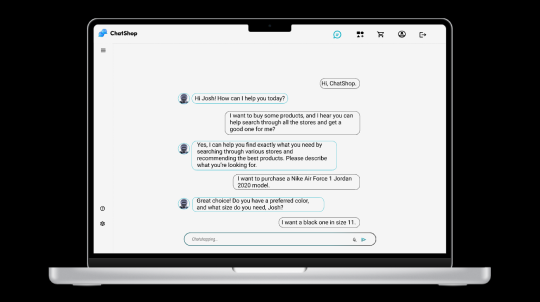 ChatShop
Hi, ChatShop.
Hi Josh! How can I help you today?
I want to buy some products, and I hear you can
help search through all the stores and get a
good one for me?
Yes, I can help you find exactly what you need by
searching through various stores and
recommending the best products. Please describe
what you're looking for.
I want to purchase a Nike Air Force 1 Jordan
2020 model.
Great choice! Do you have a preferred color,
and what size do you need, Josh?
I want a black one in size 11.